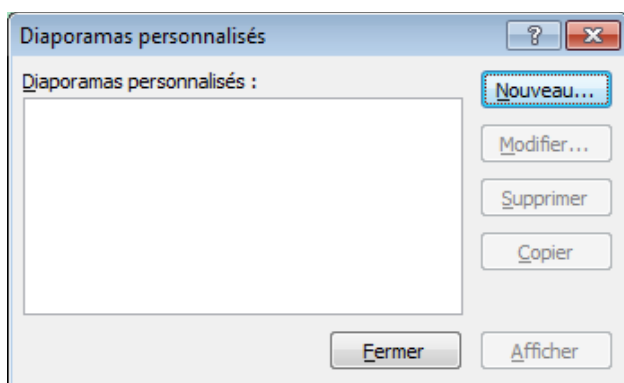 Diaporamas personnalisés
?
Diaporamas personnalisés :
Nouveau...
Modifier...
Supprimer
Copier
Fermer
Afficher